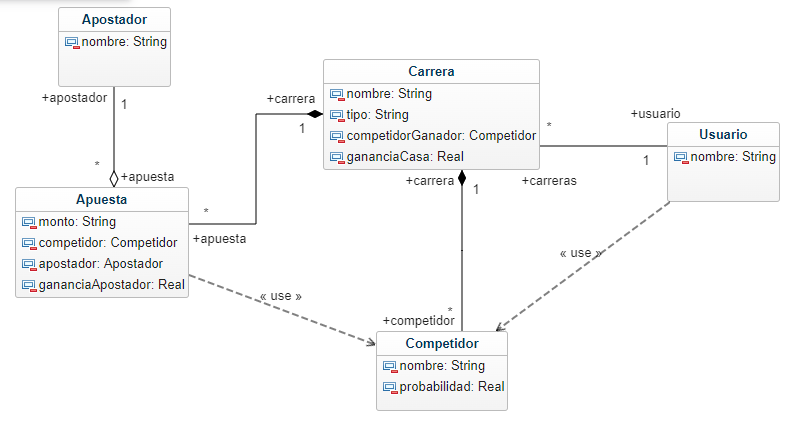 Apostador
nombre: String
+apostador
1
*
+apuesta
Apuesta
monto: String
competidor: Competidor
apostador: Apostador
gananciaApostador: Real
+carrera
1
*
+apuesta
Carrera
nombre: String
tipo: String
competidorGanador: Competidor
gananciaCasa: Real
*
+carreras
+usuario
1
Usuario
nombre: String
+carrera
1
*
+competidor
« use »
« use »
Competidor
nombre: String
probabilidad: Real